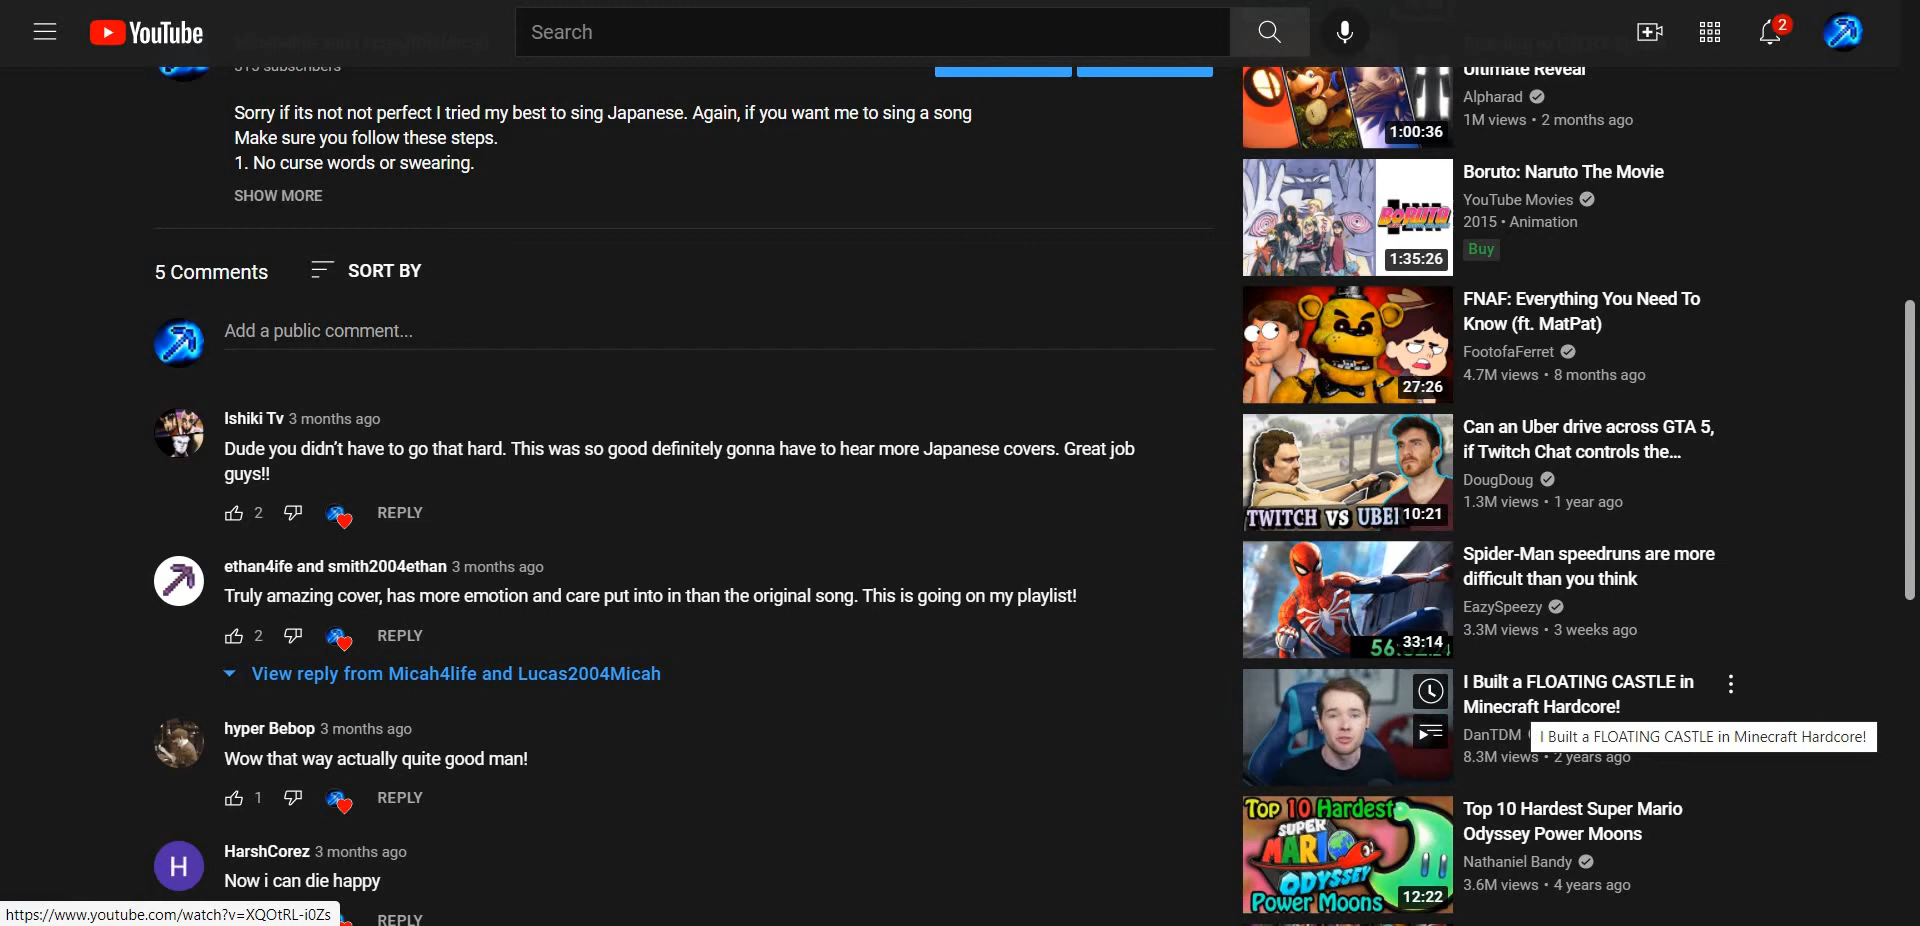 YouTube
Search
2
315 subscribers
Sorry if its not not perfect I tried my best to sing Japanese. Again, if you want me to sing a song
Make sure you follow these steps.
1. No curse words or swearing.
SHOW MORE
5 Comments
SORT BY
Add a public comment...
Ishiki Tv 3 months ago
Dude you didn’t have to go that hard. This was so good definitely gonna have to hear more Japanese covers. Great job
guys!!
2
REPLY
ethan4ife and smith2004ethan 3 months ago
Truly amazing cover, has more emotion and care put into in than the original song. This is going on my playlist!
2
REPLY
View reply from Micah4life and Lucas2004Micah
hyper Bebop 3 months ago
Wow that way actually quite good man!
1
REPLY
H
HarshCorez 3 months ago
Now i can die happy
REPLY
https://www.youtube.com/watch?v=XQOtRL-i0Zs
Ultimate Reveal
Alpharad
1M views • 2 months ago
1:00:36
Boruto: Naruto The Movie
YouTube Movies
2015 • Animation
Buy
BORUTO
1:35:26
FNAF: Everything You Need To
Know (ft. MatPat)
FootofaFerret
4.7M views • 8 months ago
27:26
Can an Uber drive across GTA 5,
if Twitch Chat controls the...
DougDoug
1.3M views • 1 year ago
TWITCH VS UBER
10:21
Spider-Man speedruns are more
difficult than you think
EazySpeezy
3.3M views • 3 weeks ago
33:14
I Built a FLOATING CASTLE in
Minecraft Hardcore!
DanTDM
I Built a FLOATING CASTLE in Minecraft Hardcore!
8.3M views • 2 years ago
Top 10 Hardest Super Mario
Odyssey Power Moons
Nathaniel Bandy
3.6M views • 4 years ago
Top 10 Hardest
SUPER
MARIO
ODYSSEY
Power Moons
12:22